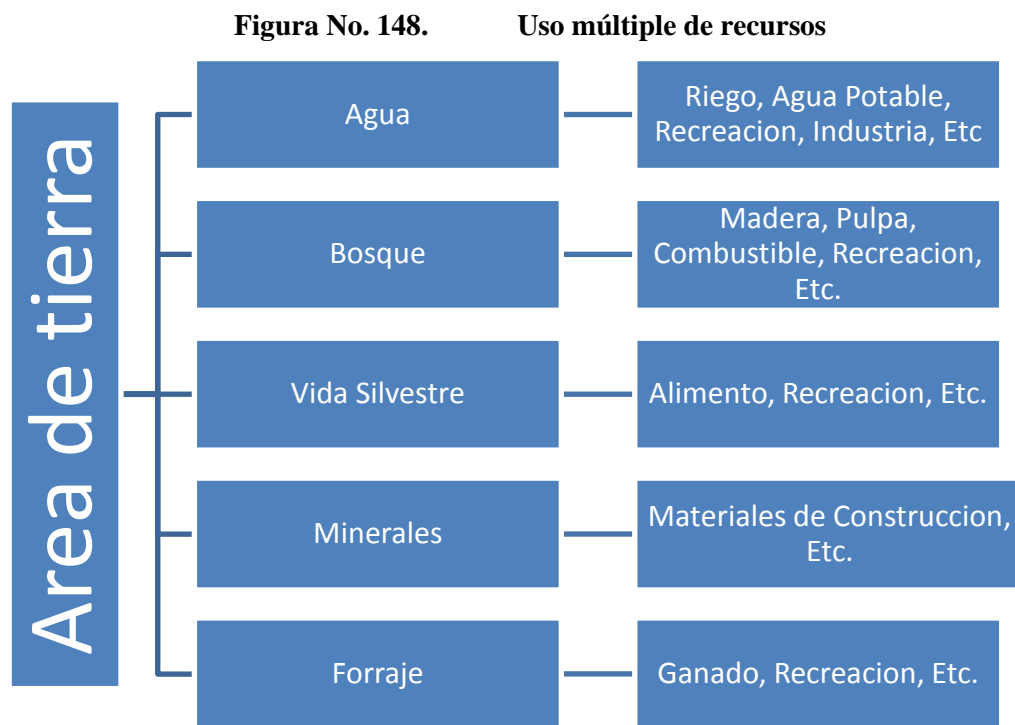 Figura No. 148. Uso múltiple de recursos
Area de tierra
Agua
Riego, Agua Potable,
Recreacion, Industria, Etc
Bosque
Madera, Pulpa,
Combustible, Recreacion,
Etc.
Vida Silvestre
Alimento, Recreacion, Etc.
Minerales
Materiales de Construccion,
Etc.
Forraje
Ganado, Recreacion, Etc.